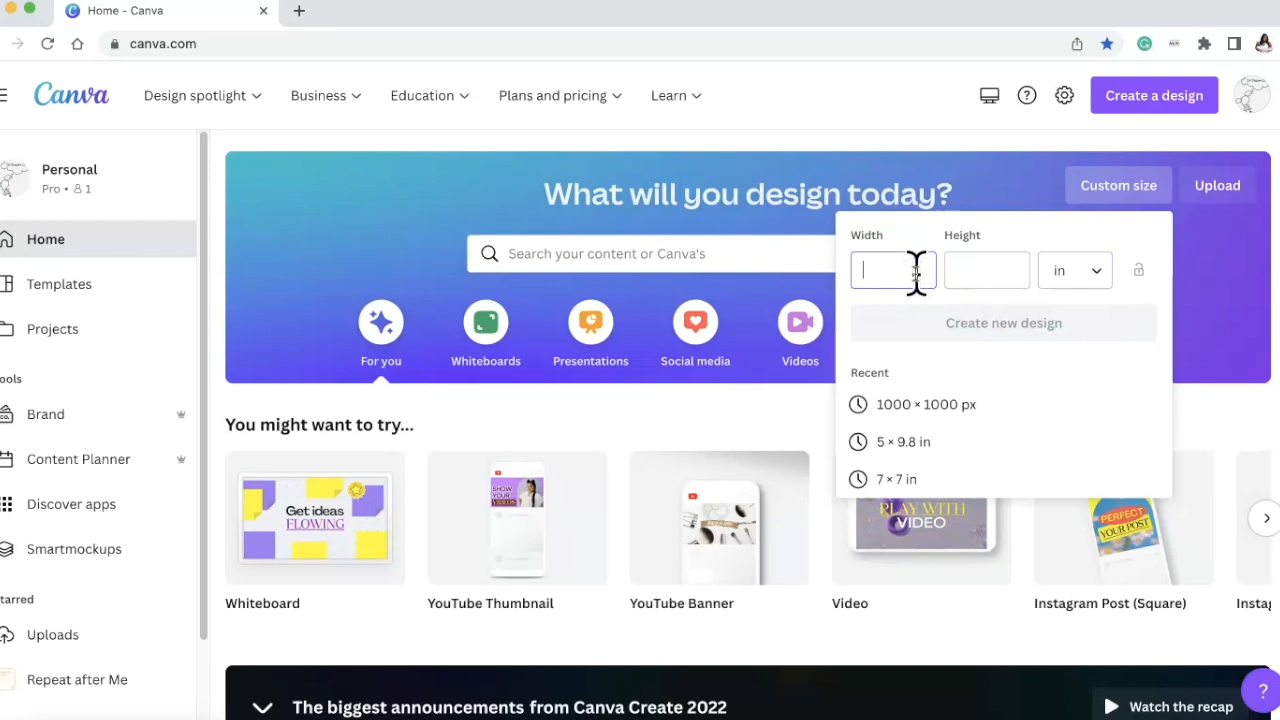 Home - Canva
canva.com
Canva
Design spotlight
Business
Education
Plans and pricing
Learn
Create a design
Personal
Pro • 1
Home
Templates
Projects
ools
Brand
Content Planner
Discover apps
Smartmockups
tarred
Uploads
Repeat after Me
What will you design today?
Custom size
Upload
Search your content or Canva's
For you
Whiteboards
Presentations
Social media
Videos
Width
Height
in
Create new design
Recent
1000 × 1000 px
5 × 9.8 in
7 × 7 in
You might want to try...
Get ideas
FLOWING
SHOW
YOUR
PLAY WITH
VIDEO
PERFECT
YOUR POST
Whiteboard
YouTube Thumbnail
YouTube Banner
Video
Instagram Post (Square)
Insta
The biggest announcements from Canva Create 2022
Watch the recap
?